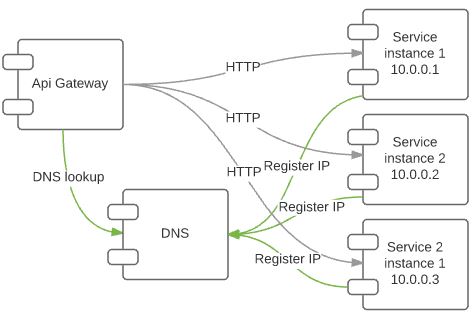 Service
instance 1
10.0.0.1
HTTP
Api Gateway
HTTP
Service
instance 2
10.0.0.2
HTTP
Register IP
DNS lookup
Register IP
DNS
Service 2
instance 1
10.0.0.3
Register IP